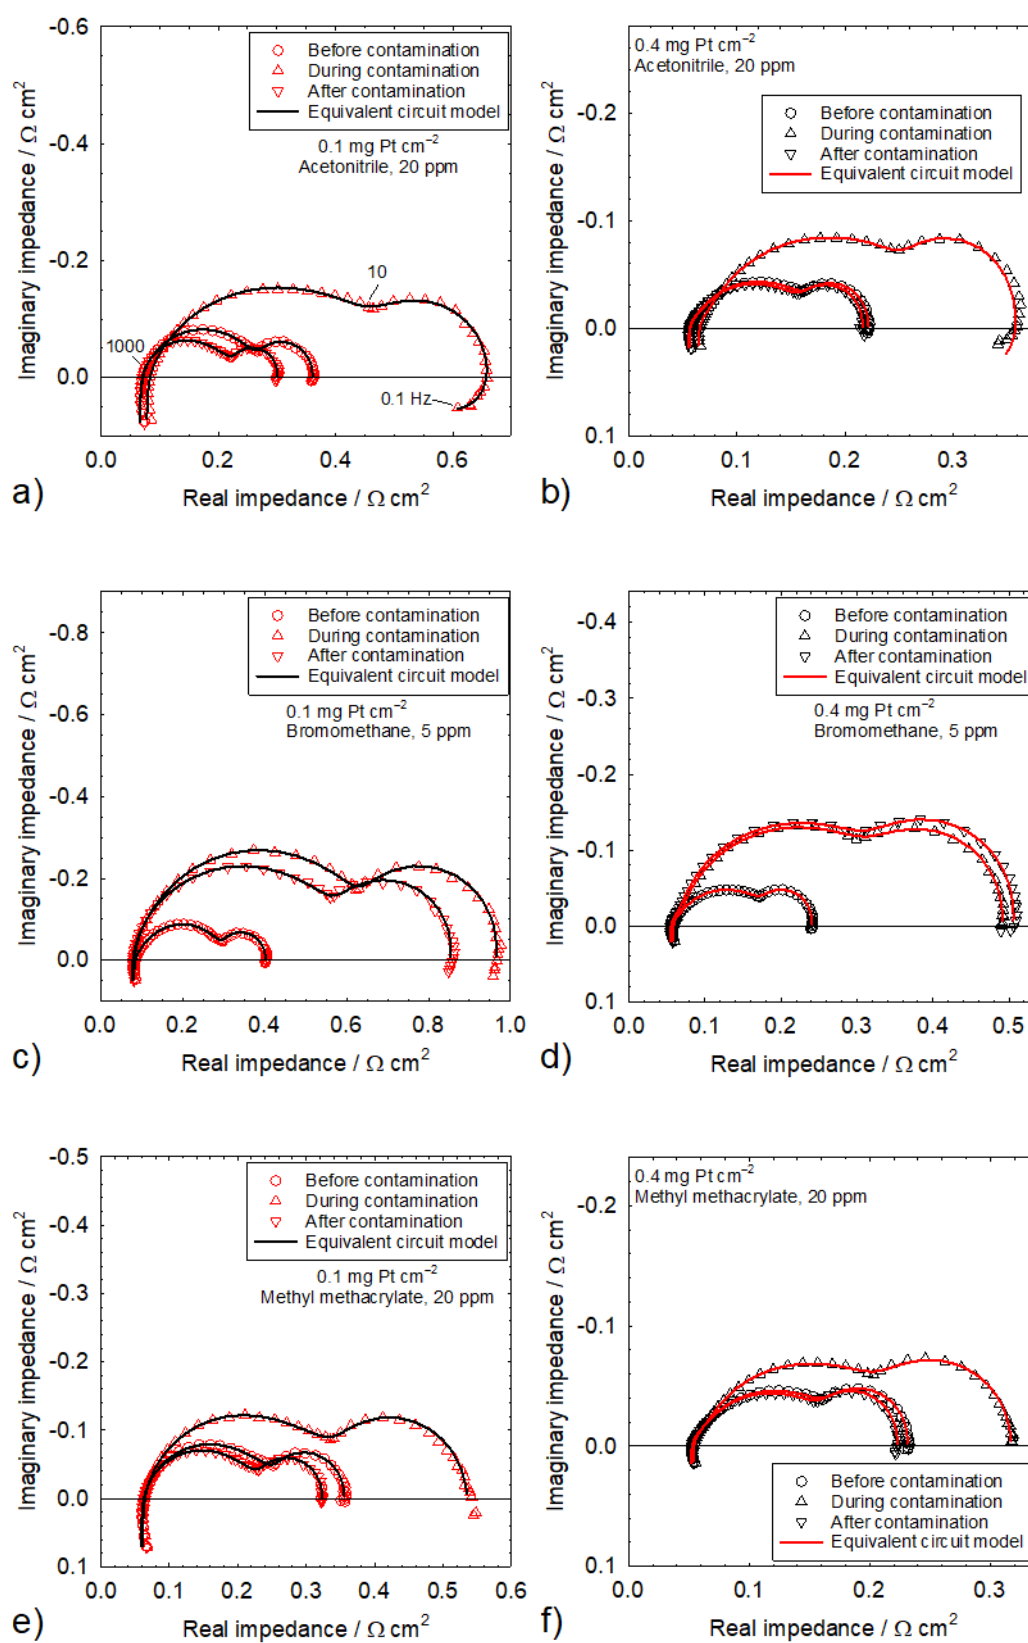 -0.6
-0.4
-0.2
0.0
Imaginary impedance / Ω cm²
Before contamination
During contamination
After contamination
Equivalent circuit model
0.1 mg Pt cm⁻²
Acetonitrile, 20 ppm
10
1000
0.1 Hz
0.0 0.2 0.4 0.6
Real impedance / Ω cm²
a)
0.4 mg Pt cm⁻²
Acetonitrile, 20 ppm
-0.2
-0.1
0.0
0.1
Imaginary impedance / Ω cm²
Before contamination
During contamination
After contamination
Equivalent circuit model
0.0 0.1 0.2 0.3
Real impedance / Ω cm²
b)
-0.8
-0.6
-0.4
-0.2
0.0
Imaginary impedance / Ω cm²
Before contamination
During contamination
After contamination
Equivalent circuit model
0.1 mg Pt cm⁻²
Bromomethane, 5 ppm
0.0 0.2 0.4 0.6 0.8 1.0
Real impedance / Ω cm²
c)
-0.4
-0.3
-0.2
-0.1
0.0
0.1
Imaginary impedance / Ω cm²
Before contamination
During contamination
After contamination
Equivalent circuit model
0.4 mg Pt cm⁻²
Bromomethane, 5 ppm
0.0 0.1 0.2 0.3 0.4 0.5
Real impedance / Ω cm²
d)
-0.5
-0.4
-0.3
-0.2
-0.1
0.0
0.1
Imaginary impedance / Ω cm²
Before contamination
During contamination
After contamination
Equivalent circuit model
0.1 mg Pt cm⁻²
Methyl methacrylate, 20 ppm
0.0 0.1 0.2 0.3 0.4 0.5 0.6
Real impedance / Ω cm²
e)
0.4 mg Pt cm⁻²
Methyl methacrylate, 20 ppm
-0.2
-0.1
0.0
0.1
Imaginary impedance / Ω cm²
Before contamination
During contamination
After contamination
Equivalent circuit model
0.0 0.1 0.2 0.3
Real impedance / Ω cm²
f)